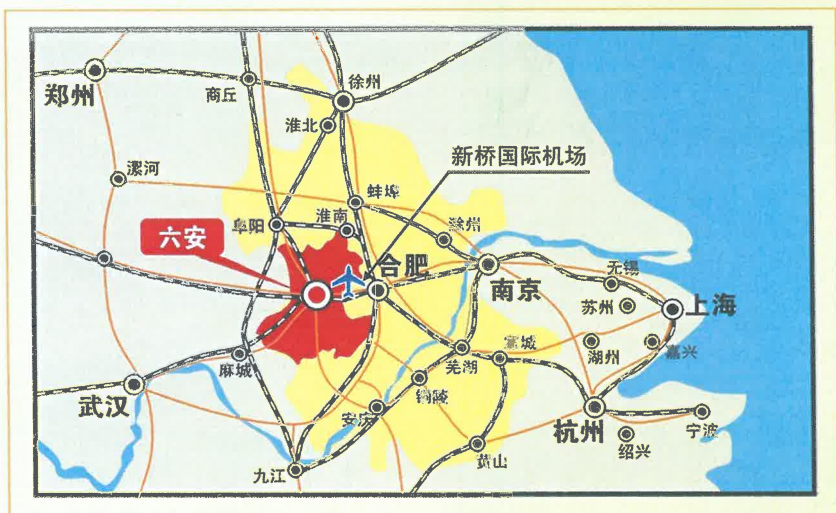 徐州
郑州
商丘
淮北
新桥国际机场
漯河
蚌埠
淮南
阜阳
滁州
六安
合肥
南京
无锡
苏州
上海
湖州
嘉兴
宣城
芜湖
麻城
铜陵
武汉
安庆
杭州
宁波
绍兴
黄山
九江